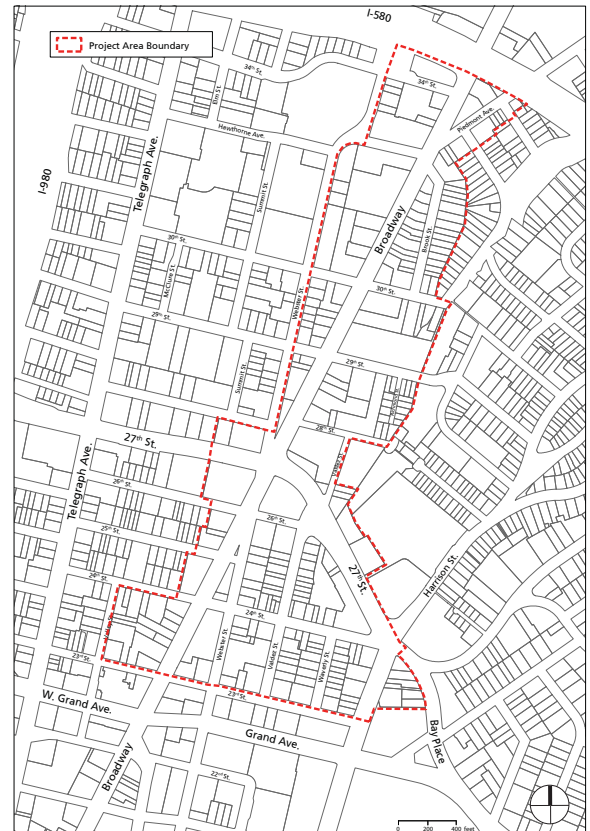 I-580
Project Area Boundary
34th St.
34th St.
Elm St.
Piedmont Ave.
Hawthorne Ave.
Telegraph Ave.
I-980
Summit St.
Broadway
Brook St.
30th St.
McClure St.
30th St.
Webster St.
29th St.
29th St.
Summit St.
28th St.
27th St.
Valdez St.
Telegraph Ave.
26th St.
26th St.
25th St.
27th St.
Harrison St.
24th St.
24th St.
Webster St.
Valdez St.
Waverly St.
23rd St.
23rd St.
W. Grand Ave.
Grand Ave.
Bay Place
Broadway
22nd St.
0 200 400 feet